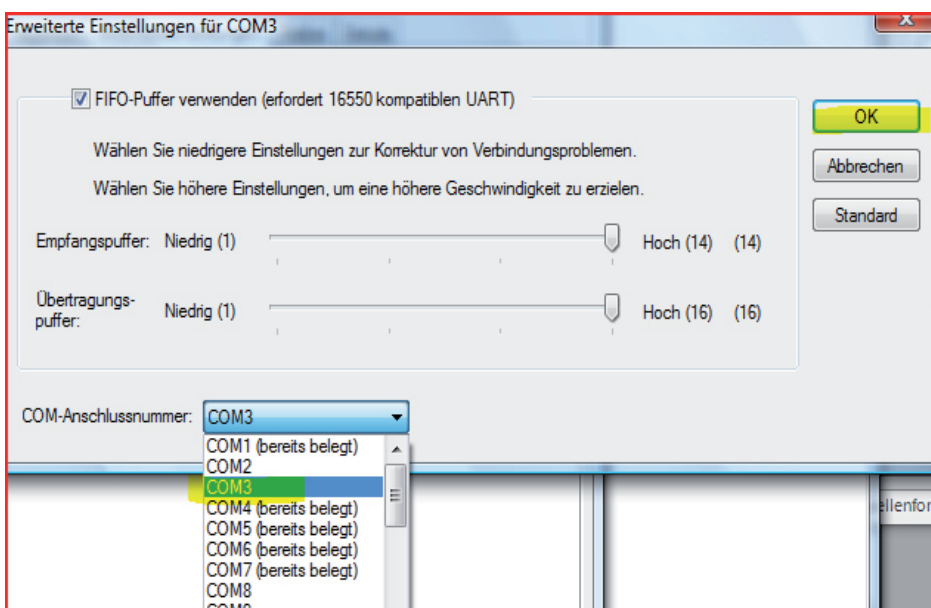 Erweiterte Einstellungen für COM3
FIFO-Puffer verwenden (erfordert 16550 kompatiblen UART)
OK
Wählen Sie niedrigere Einstellungen zur Korrektur von Verbindungsproblemen.
Abbrechen
Wählen Sie höhere Einstellungen, um eine höhere Geschwindigkeit zu erzielen.
Standard
Empfangspuffer: Niedrig (1) Hoch (14) (14)
Übertragungs-
puffer: Niedrig (1) Hoch (16) (16)
COM-Anschlussnummer: COM3
COM1 (bereits belegt)
COM2
COM3
COM4 (bereits belegt)
ellenfor
COM5 (bereits belegt)
COM6 (bereits belegt)
COM7 (bereits belegt)
COM8